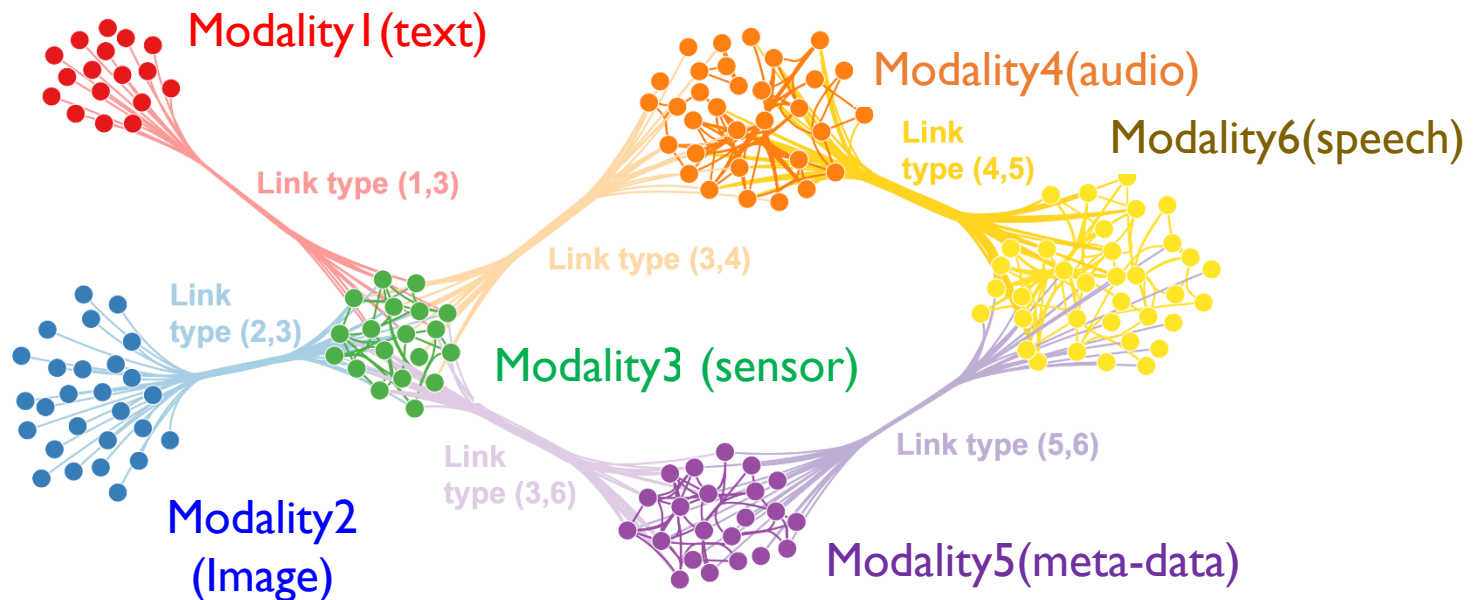 Modality1(text)
Modality4(audio)
Link
type (4,5)
Modality6(speech)
Link type (1,3)
Link type (3,4)
Link
type (2,3)
Modality3 (sensor)
Link
type (3,6)
Link type (5,6)
Modality2
(Image)
Modality5(meta-data)